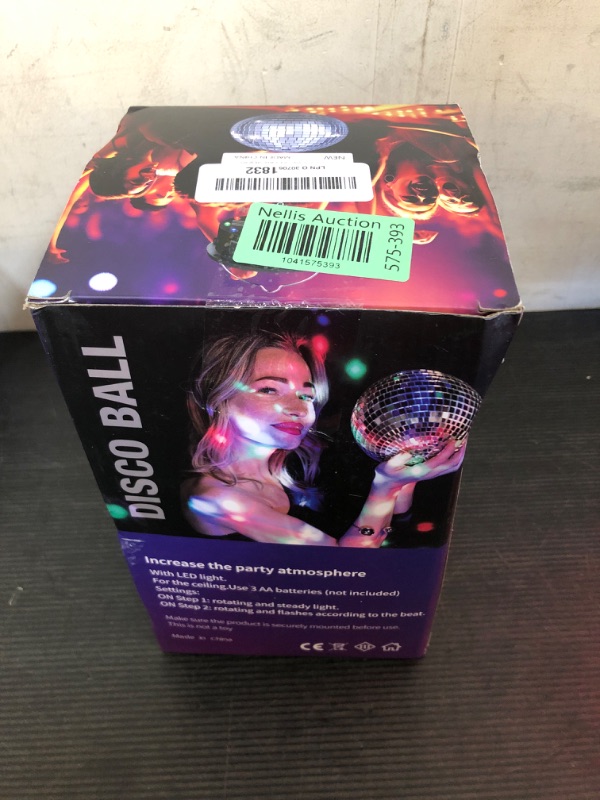 NEW
LPN O 307061832
Nellis Auction
575-393
1041575393
DISCO BALL
Increase the party atmosphere
With LED light.
For the ceiling.Use 3 AA batteries (not included)
Settings:
ON Step 1: rotating and steady light.
ON Step 2: rotating and flashes according to the beat.
Make sure the product is securely mounted before use.
This is not a toy
Made in China
CE